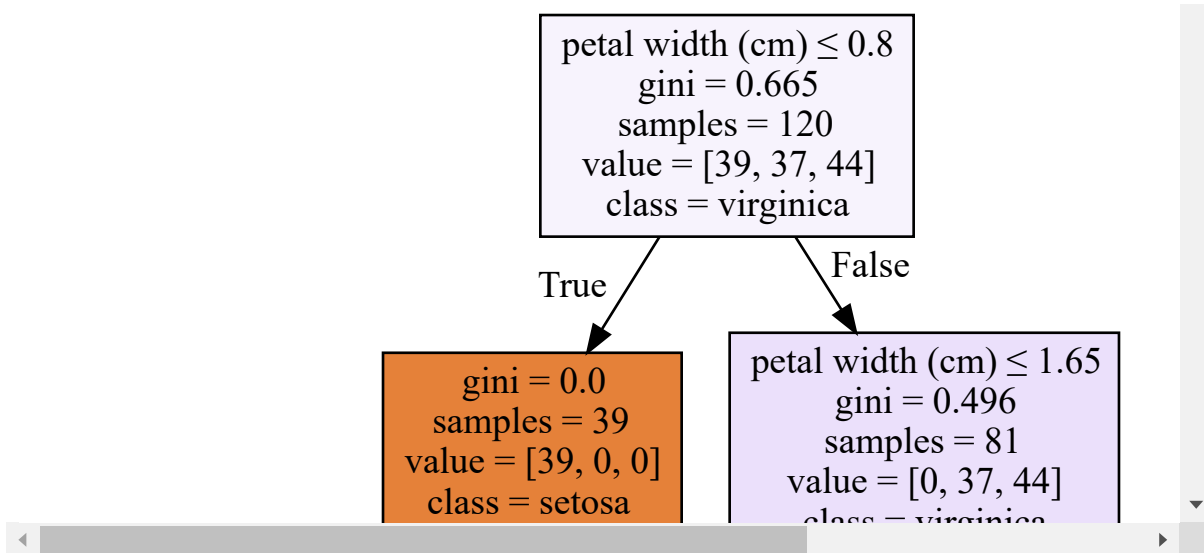 petal width (cm) ≤ 0.8
gini = 0.665
samples = 120
value = [39, 37, 44]
class = virginica
True
False
gini = 0.0
samples = 39
value = [39, 0, 0]
class = setosa
petal width (cm) ≤ 1.65
gini = 0.496
samples = 81
value = [0, 37, 44]
class = virginica